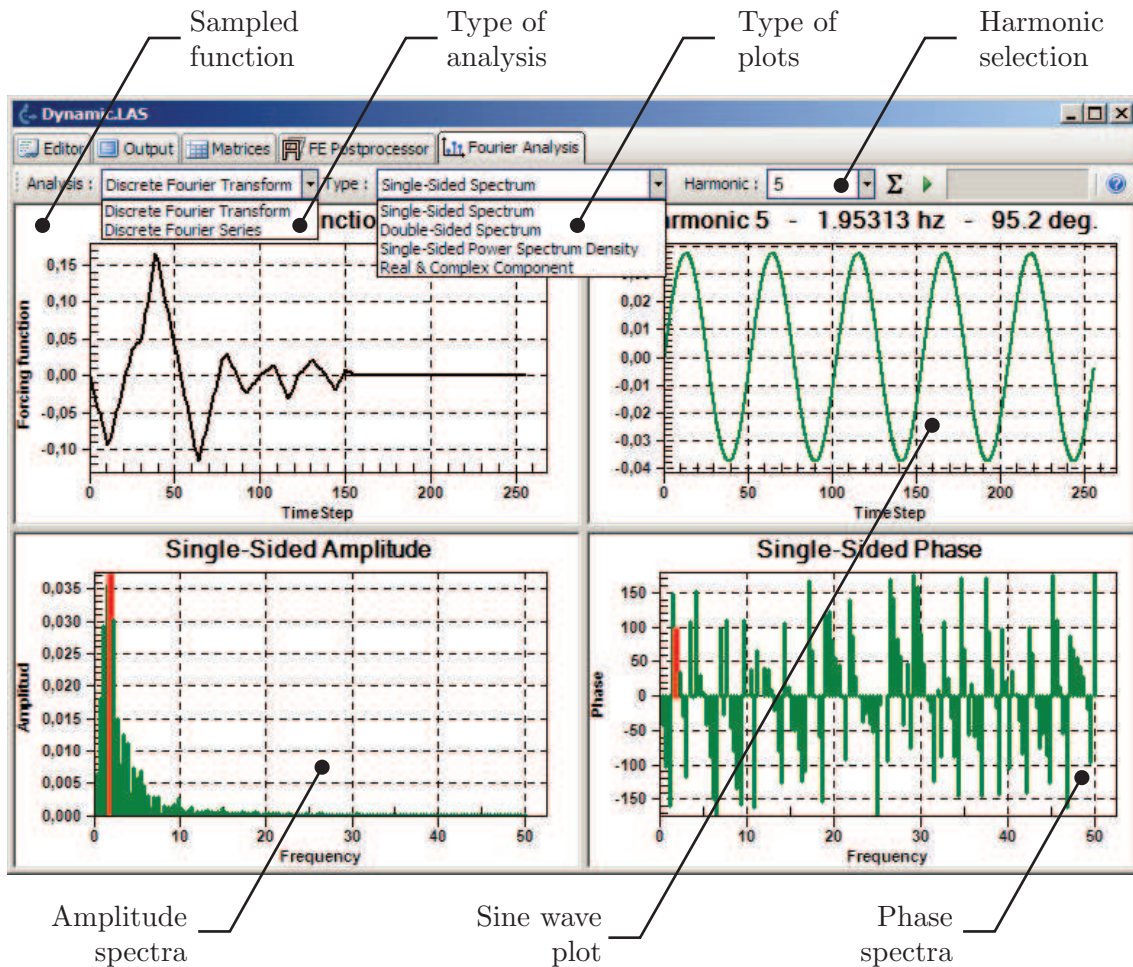 Sampled function
Type of analysis
Type of plots
Harmonic selection
Dynamic.LAS
Editor Output Matrices FE Postprocessor Fourier Analysis
Analysis : Discrete Fourier Transform Type : Single-Sided Spectrum Harmonic : 5 Σ
Discrete Fourier Transform
Discrete Fourier Series
Single-Sided Spectrum
Double-Sided Spectrum
Single-Sided Power Spectrum Density
Real & Complex Component
armonic 5 - 1.95313 hz - 95.2 deg.
0,15
0,10
0,05
0,00
-0,05
-0,10
Forcing function
0 50 100 150 200 250
TimeStep
0,02
0,01
0,00
-0,01
-0,02
-0,03
-0,04
0 50 100 150 200 250
TimeStep
Single-Sided Amplitude
0,035
0,030
0,025
0,020
0,015
0,010
0,005
0,000
Amplitud
0 10 20 30 40 50
Frequency
Single-Sided Phase
150
100
50
0
-50
-100
-150
Phase
0 10 20 30 40 50
Frequency
Amplitude spectra
Sine wave plot
Phase spectra